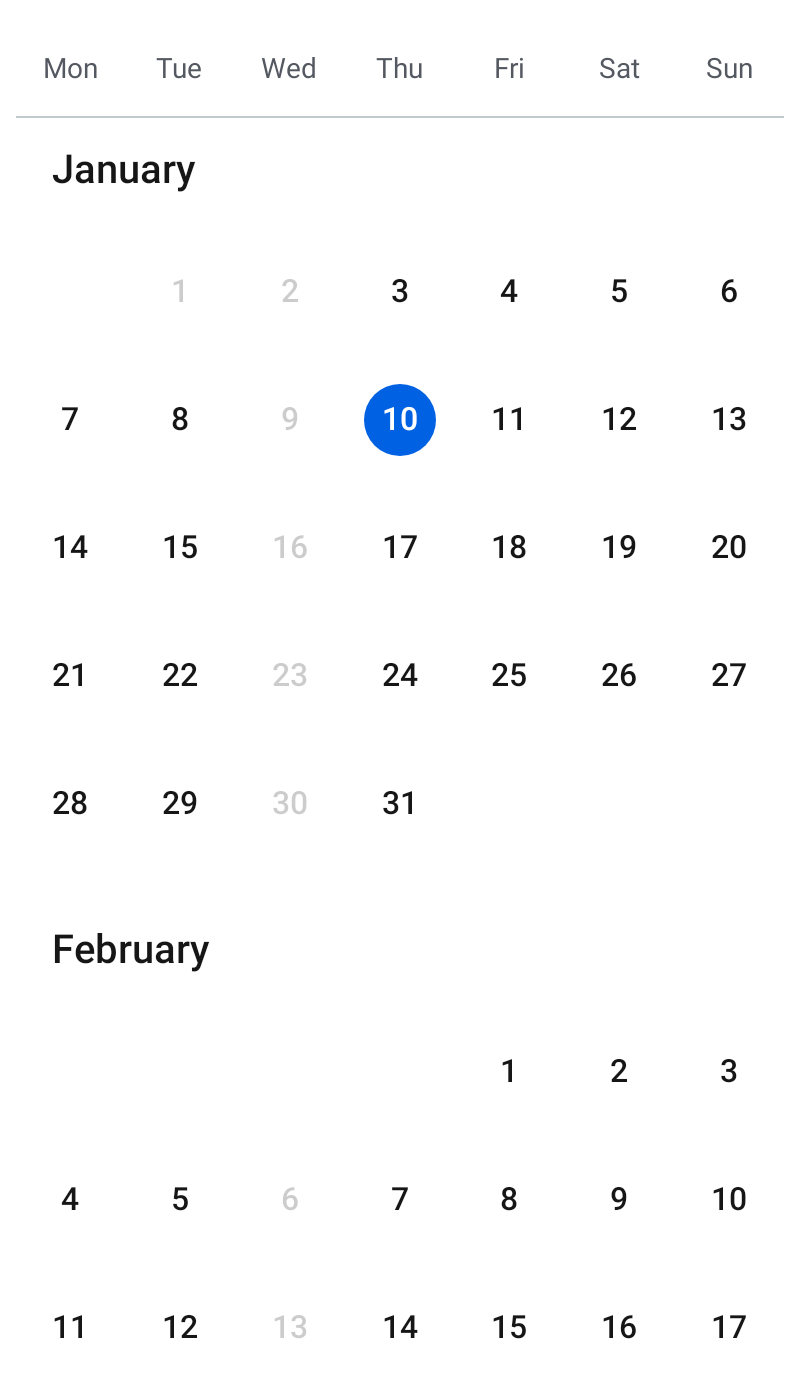 Mon Tue Wed Thu Fri Sat Sun
January
1 2 3 4 5 6
7 8 9 10 11 12 13
14 15 16 17 18 19 20
21 22 23 24 25 26 27
28 29 30 31
February
1 2 3
4 5 6 7 8 9 10
11 12 13 14 15 16 17